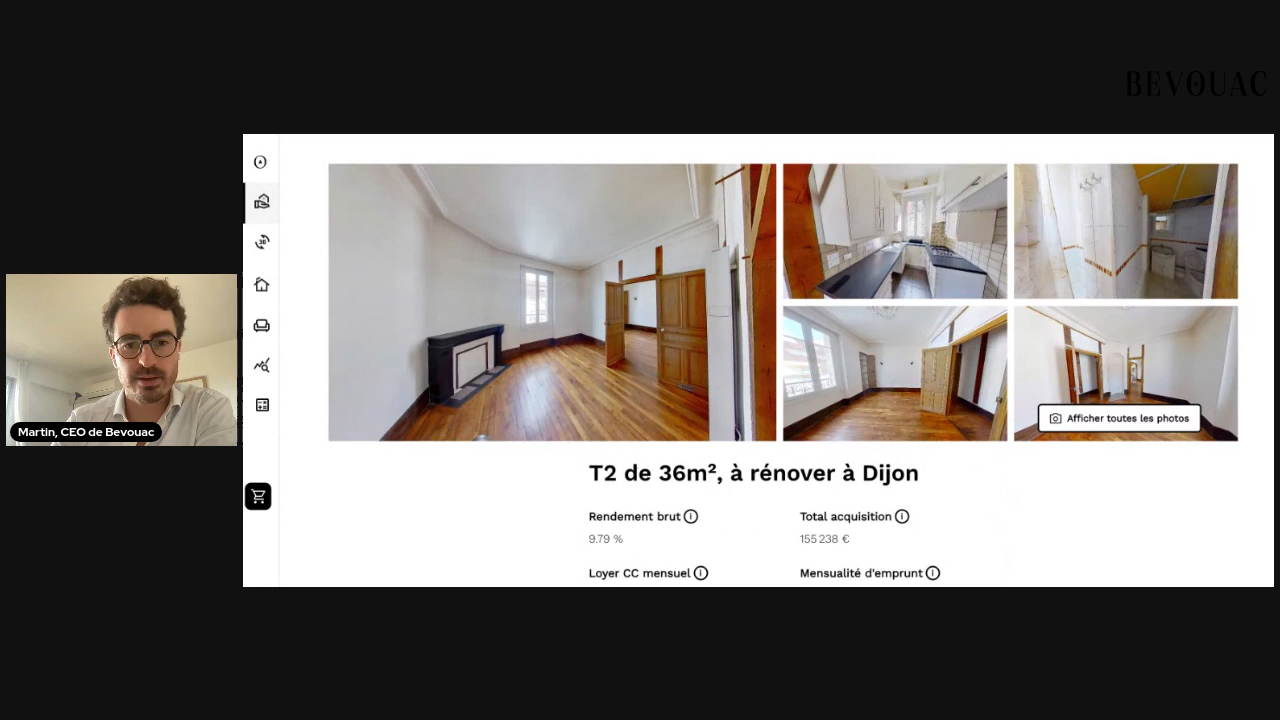 BEVOUAC
3D
Martin, CEO de Bevouac
Afficher toutes les photos
T2 de 36m², à rénover à Dijon
Rendement brut
Total acquisition
9.79 %
155 238 €
Loyer CC mensuel
Mensualité d'emprunt